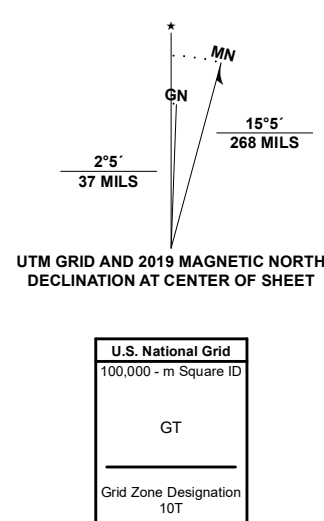 ★
MN
GN
15°5´
268 MILS
2°5´
37 MILS
UTM GRID AND 2019 MAGNETIC NORTH
DECLINATION AT CENTER OF SHEET
U.S. National Grid
100,000 - m Square ID
GT
Grid Zone Designation
10T